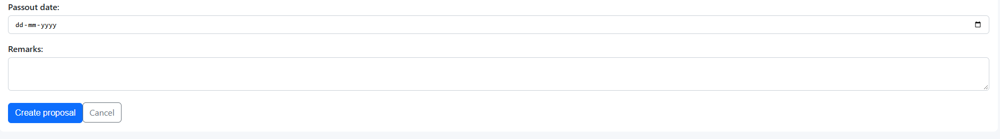 Passout date:
dd-mm-yyyy
Remarks:
Create proposal Cancel